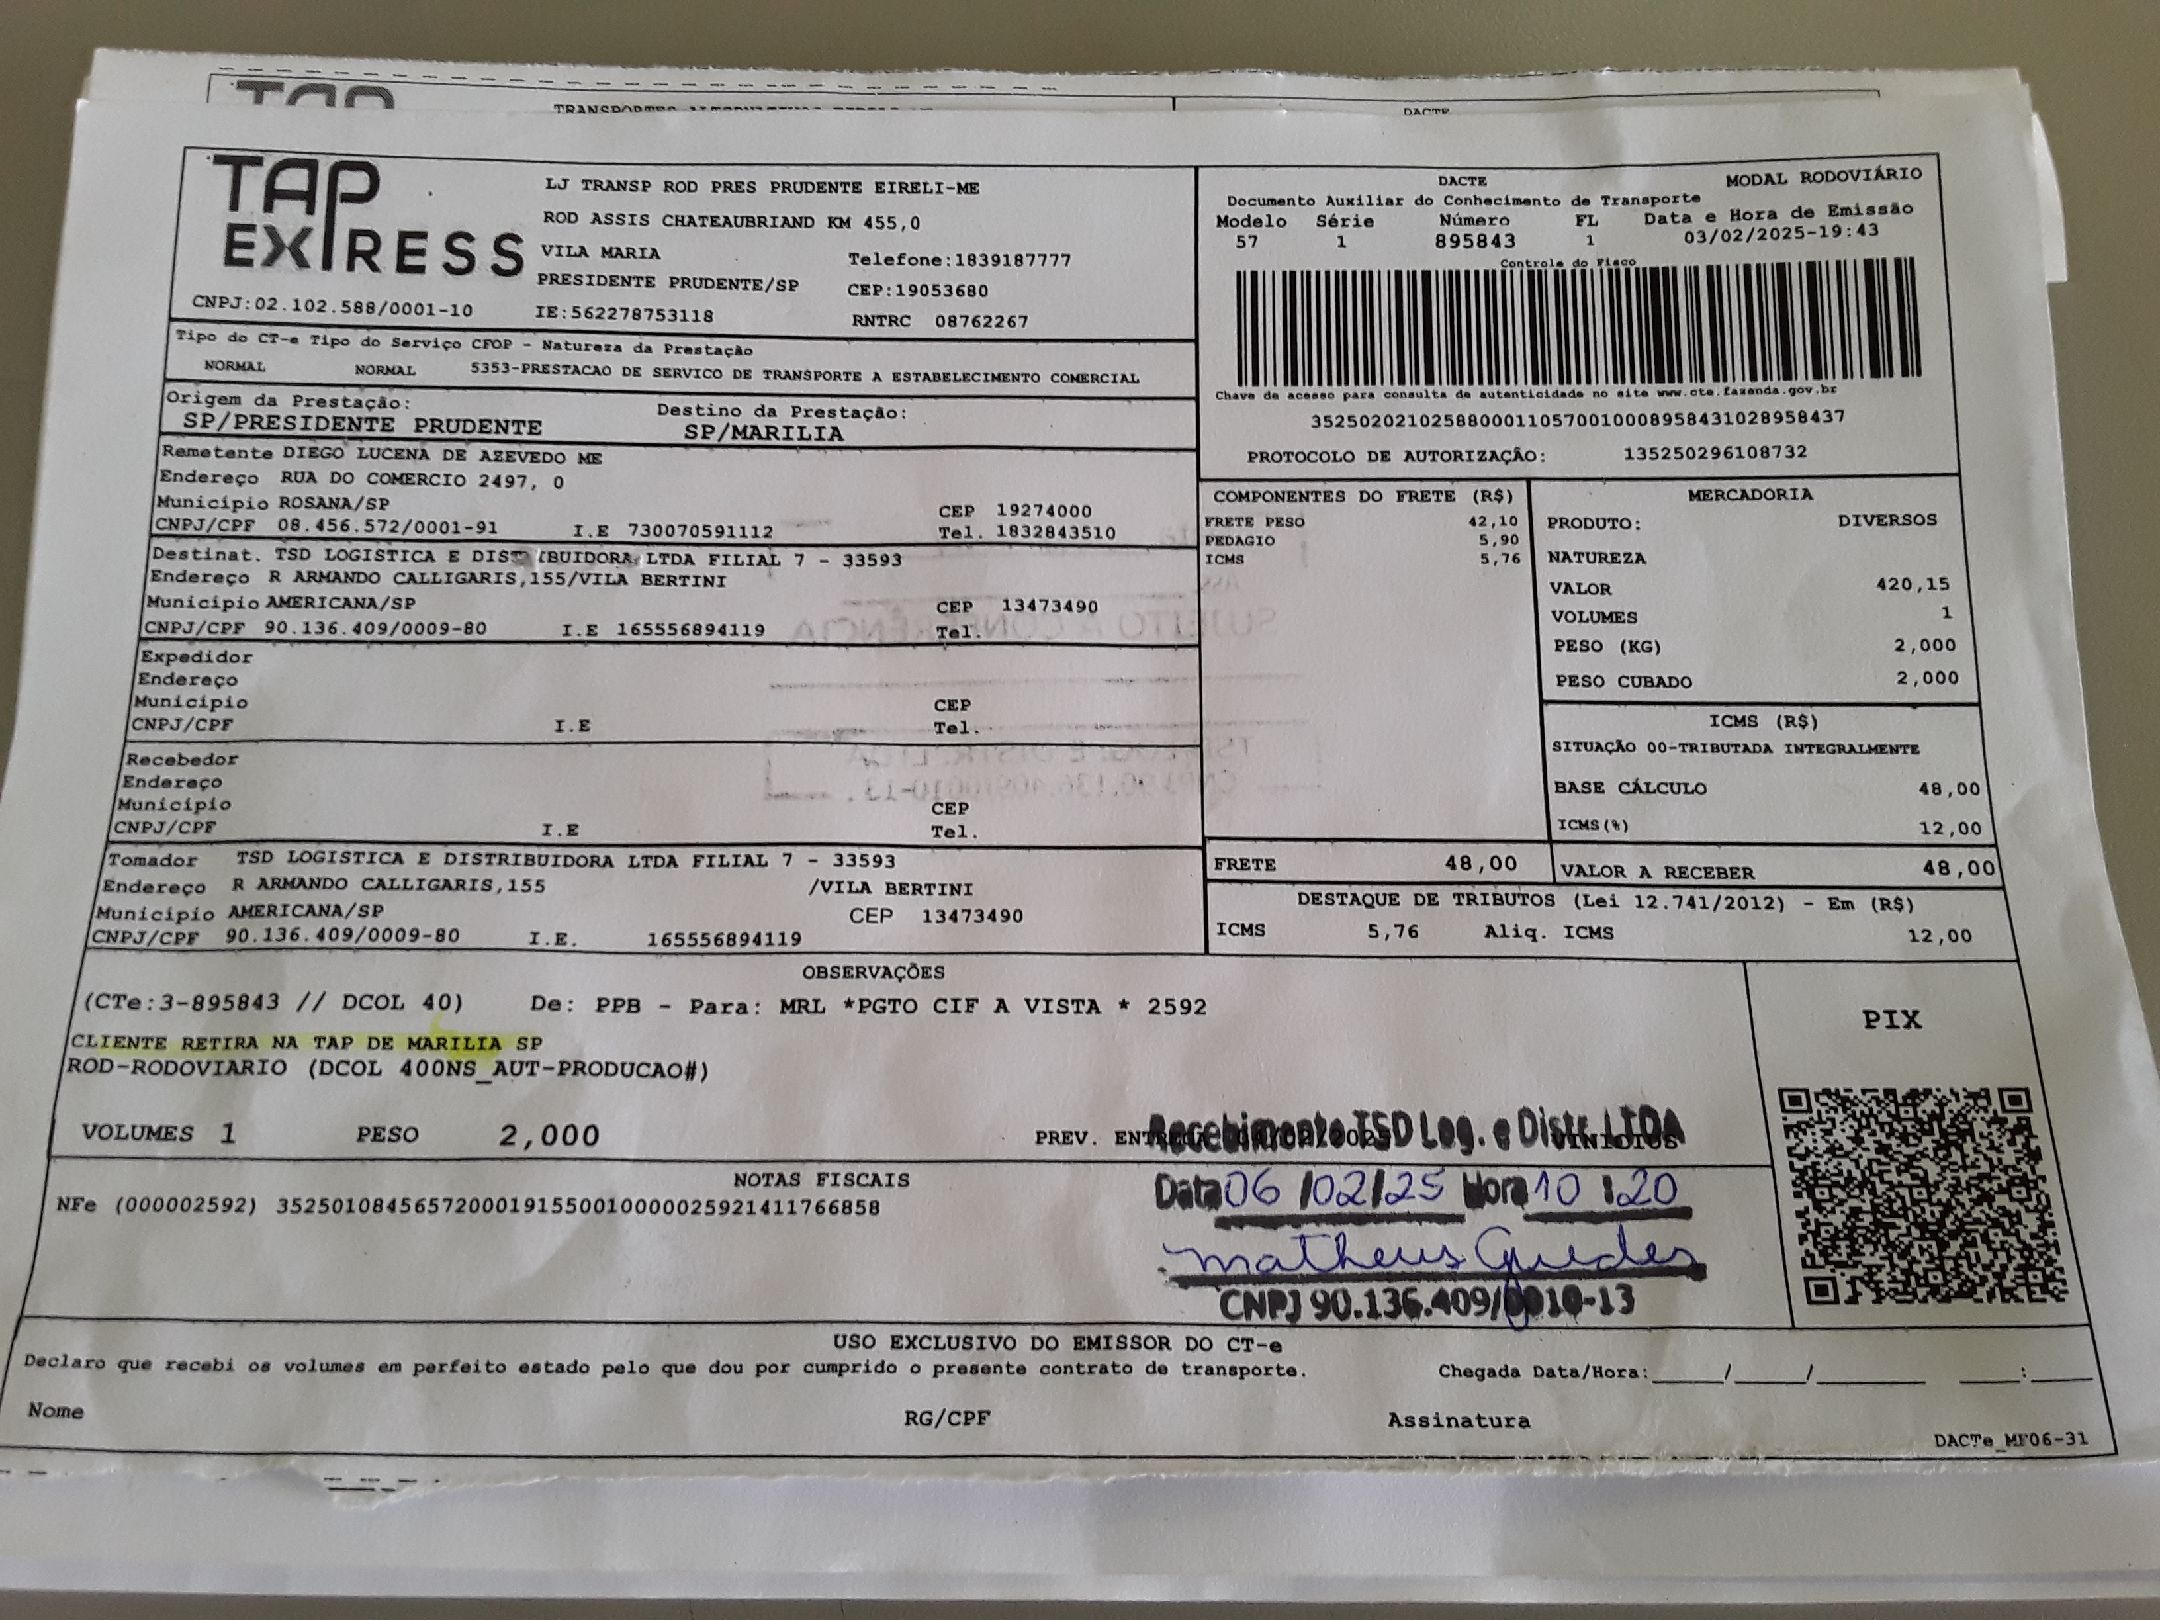 TAP
DACTE
TAP EXPRESS
LJ TRANSP ROD PRES PRUDENTE EIRELI-ME
ROD ASSIS CHATEAUBRIAND KM 455,0
VILA MARIA Telefone:1839187777
PRESIDENTE PRUDENTE/SP CEP:19053680
CNPJ:02.102.588/0001-10 IE:562278753118 RNTRC 08762267
DACTE MODAL RODOVIÁRIO
Documento Auxiliar do Conhecimento de Transporte
Modelo Série Número FL Data e Hora de Emissão
57 1 895843 1 03/02/2025-19:43
Controle do Fisco
Chave de acesso para consulta de autenticidade no site www.cte.fazenda.gov.br
35250202102588000110570010008958431028958437
PROTOCOLO DE AUTORIZAÇÃO: 135250296108732
Tipo do CT-e Tipo do Serviço CFOP - Natureza da Prestação
NORMAL NORMAL 5353-PRESTACAO DE SERVICO DE TRANSPORTE A ESTABELECIMENTO COMERCIAL
Origem da Prestação: Destino da Prestação:
SP/PRESIDENTE PRUDENTE SP/MARILIA
Remetente DIEGO LUCENA DE AZEVEDO ME
Endereço RUA DO COMERCIO 2497, 0
Município ROSANA/SP CEP 19274000
CNPJ/CPF 08.456.572/0001-91 I.E 730070591112 Tel. 1832843510
Destinat. TSD LOGISTICA E DIST IBUIDORA LTDA FILIAL 7 - 33593
Endereço R ARMANDO CALLIGARIS,155/VILA BERTINI
Município AMERICANA/SP CEP 13473490
CNPJ/CPF 90.136.409/0009-80 I.E 165556894119 Tel.
Expedidor
Endereço
Município CEP
CNPJ/CPF I.E Tel.
Recebedor
Endereço
Município CEP
CNPJ/CPF I.E Tel.
Tomador TSD LOGISTICA E DISTRIBUIDORA LTDA FILIAL 7 - 33593
Endereço R ARMANDO CALLIGARIS,155 /VILA BERTINI
Município AMERICANA/SP CEP 13473490
CNPJ/CPF 90.136.409/0009-80 I.E. 165556894119
COMPONENTES DO FRETE (R$)
FRETE PESO 42,10
PEDAGIO 5,90
ICMS 5,76
FRETE 48,00
MERCADORIA
PRODUTO: DIVERSOS
NATUREZA
VALOR 420,15
VOLUMES 1
PESO (KG) 2,000
PESO CUBADO 2,000
ICMS (R$)
SITUAÇÃO 00-TRIBUTADA INTEGRALMENTE
BASE CÁLCULO 48,00
ICMS(%) 12,00
VALOR A RECEBER 48,00
DESTAQUE DE TRIBUTOS (Lei 12.741/2012) - Em (R$)
ICMS 5,76 Aliq. ICMS 12,00
OBSERVAÇÕES
(CTe:3-895843 // DCOL 40) De: PPB - Para: MRL *PGTO CIF A VISTA * 2592
CLIENTE RETIRA NA TAP DE MARILIA SP
ROD-RODOVIARIO (DCOL 400NS_AUT-PRODUCAO#)
PIX
VOLUMES 1 PESO 2,000 PREV. VINICIUS
Recebimento TSD Log. e Distr. LTDA
Data 06/02/25 Hora 10:20
Matheus Guedes
CNPJ 90.136.409/0010-13
NOTAS FISCAIS
NFe (000002592) 35250108456572000191550010000025921411766858
USO EXCLUSIVO DO EMISSOR DO CT-e
Declaro que recebi os volumes em perfeito estado pelo que dou por cumprido o presente contrato de transporte. Chegada Data/Hora:____/____/______ ___:___
Nome RG/CPF Assinatura
DACTe_MF06-31